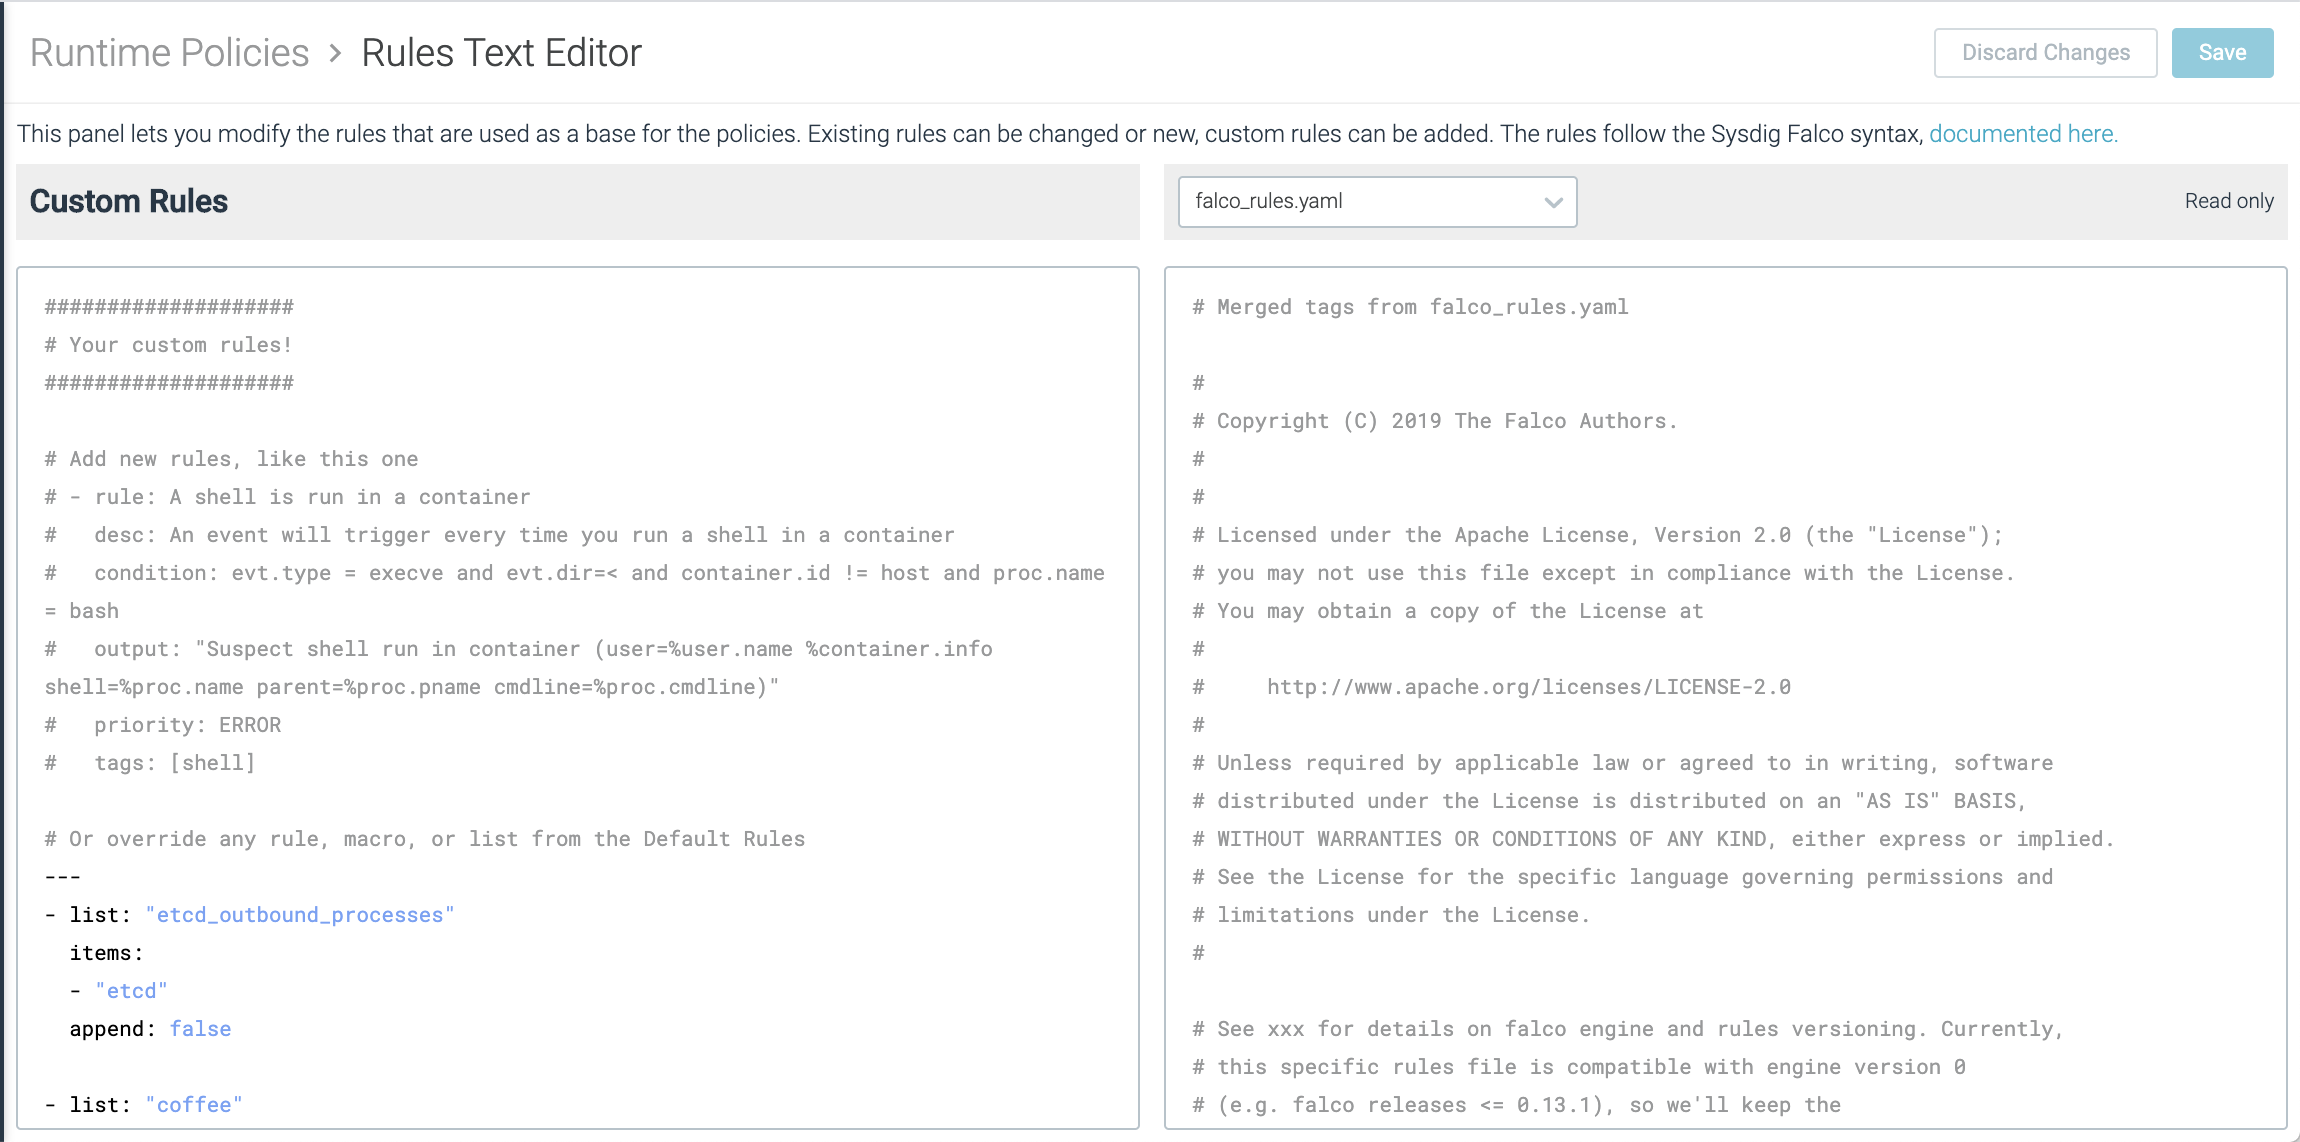 Runtime Policies > Rules Text Editor
Discard Changes
Save
This panel lets you modify the rules that are used as a base for the policies. Existing rules can be changed or new, custom rules can be added. The rules follow the Sysdig Falco syntax, documented here.
Custom Rules
####################
# Your custom rules!
####################
# Add new rules, like this one
# - rule: A shell is run in a container
#   desc: An event will trigger every time you run a shell in a container
#   condition: evt.type = execve and evt.dir=< and container.id != host and proc.name
= bash
#   output: "Suspect shell run in container (user=%user.name %container.info
shell=%proc.name parent=%proc.pname cmdline=%proc.cmdline)"
#   priority: ERROR
#   tags: [shell]
# Or override any rule, macro, or list from the Default Rules
---
- list: "etcd_outbound_processes"
  items:
  - "etcd"
  append: false
- list: "coffee"
falco_rules.yaml
Read only
# Merged tags from falco_rules.yaml
#
# Copyright (C) 2019 The Falco Authors.
#
#
# Licensed under the Apache License, Version 2.0 (the "License");
# you may not use this file except in compliance with the License.
# You may obtain a copy of the License at
#
#     http://www.apache.org/licenses/LICENSE-2.0
#
# Unless required by applicable law or agreed to in writing, software
# distributed under the License is distributed on an "AS IS" BASIS,
# WITHOUT WARRANTIES OR CONDITIONS OF ANY KIND, either express or implied.
# See the License for the specific language governing permissions and
# limitations under the License.
#
# See xxx for details on falco engine and rules versioning. Currently,
# this specific rules file is compatible with engine version 0
# (e.g. falco releases <= 0.13.1), so we'll keep the